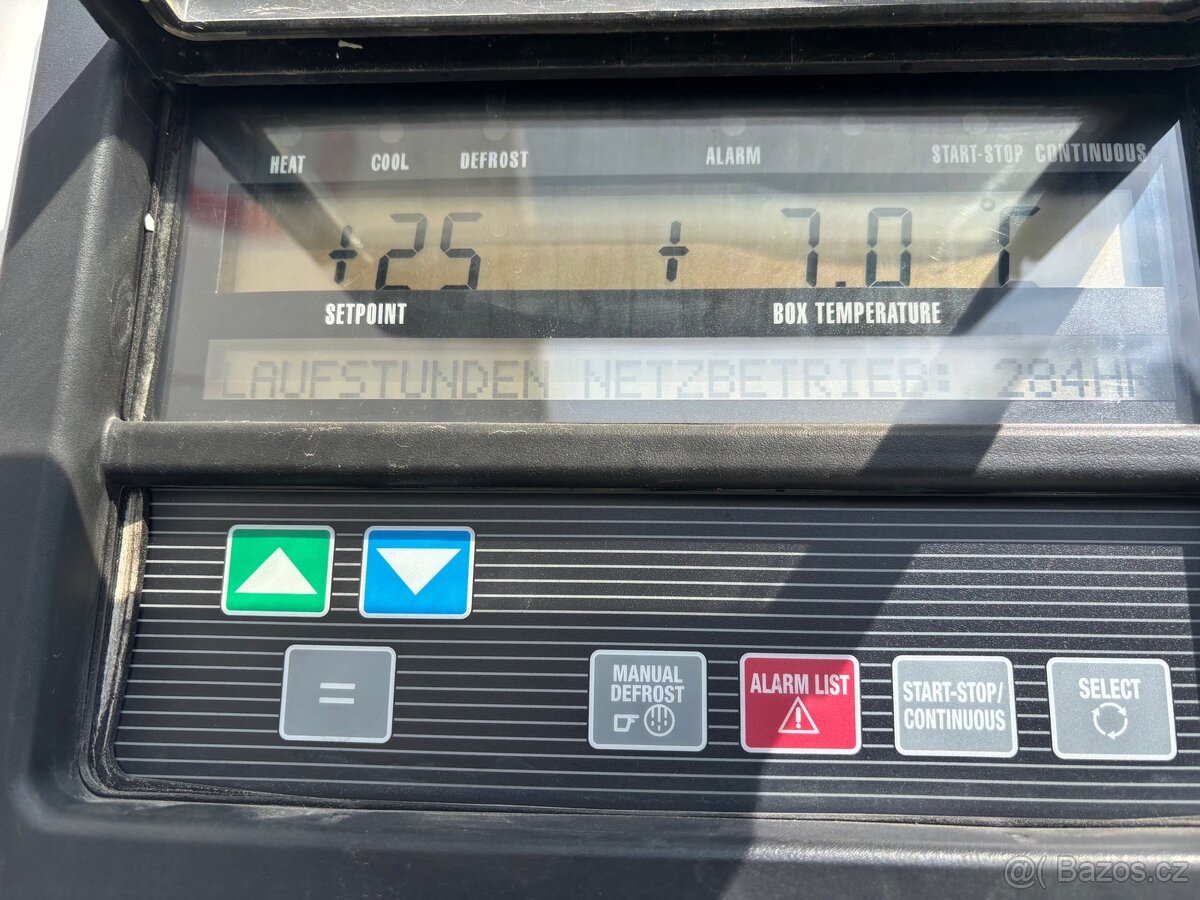 HEAT COOL DEFROST ALARM START-STOP CONTINUOUS
+25 + 7.0 °C
SETPOINT BOX TEMPERATURE
LAUFSTUNDEN NETZBETRIEB: 284HR
=
MANUAL DEFROST
ALARM LIST
START-STOP/
CONTINUOUS
SELECT
@( Bazos.cz